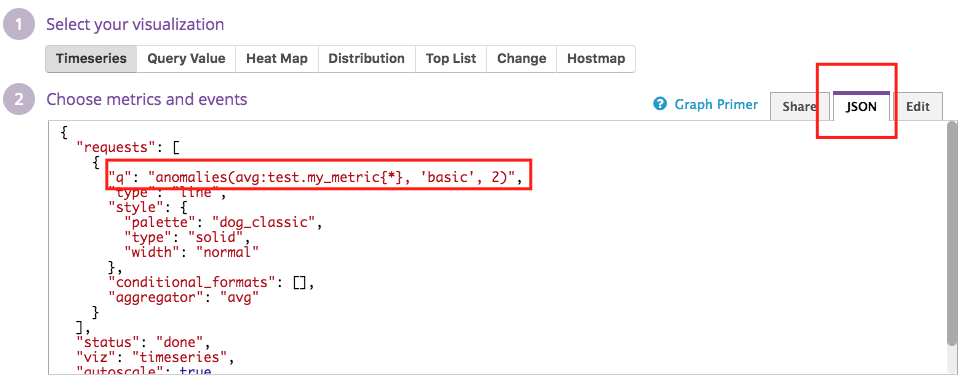 1 Select your visualization
Timeseries Query Value Heat Map Distribution Top List Change Hostmap
2 Choose metrics and events
? Graph Primer Share JSON Edit
{
"requests": [
{
"q": "anomalies(avg:test.my_metric{*}, 'basic', 2)",
"type": "line",
"style": {
"palette": "dog_classic",
"type": "solid",
"width": "normal"
},
"conditional_formats": [],
"aggregator": "avg"
}
],
"status": "done",
"viz": "timeseries",
"autoscale": true